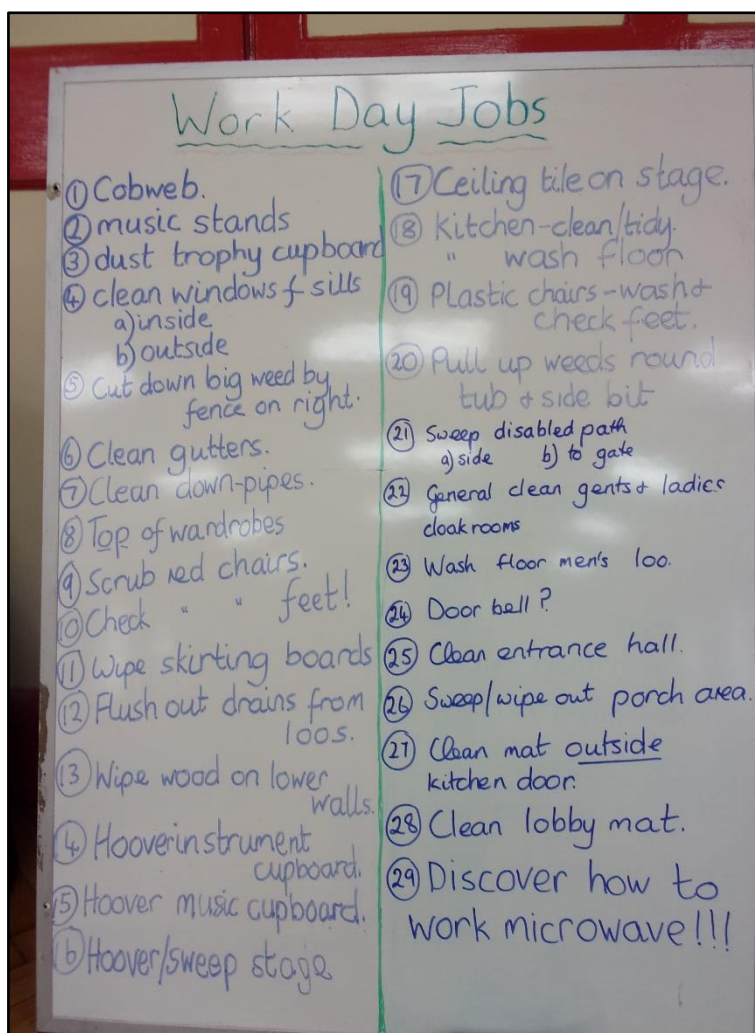 Work Day Jobs
① Cobweb.
② music stands
③ dust trophy cupboard
④ clean windows & sills
a) inside
b) outside
⑤ Cut down big weed by
fence on right.
⑥ Clean gutters.
⑦ Clean down-pipes.
⑧ Top of wardrobes
⑨ Scrub red chairs.
⑩ Check " " feet!
⑪ Wipe skirting boards
⑫ Flush out drains from
loos.
⑬ Wipe wood on lower
walls.
⑭ Hoover instrument
cupboard.
⑮ Hoover music cupboard.
⑯ Hoover/sweep stage
⑰ Ceiling tile on stage.
⑱ Kitchen-clean/tidy.
" wash floor
⑲ Plastic chairs-wash &
check feet.
⑳ Pull up weeds round
tub & side bit
㉑ Sweep disabled path
a) side b) to gate
㉒ General clean gents & ladies
cloakrooms
㉓ Wash floor men's loo.
㉔ Door bell?
㉕ Clean entrance hall.
㉖ Sweep/wipe out porch area.
㉗ Clean mat outside
kitchen door.
㉘ Clean lobby mat.
㉙ Discover how to
work microwave!!!